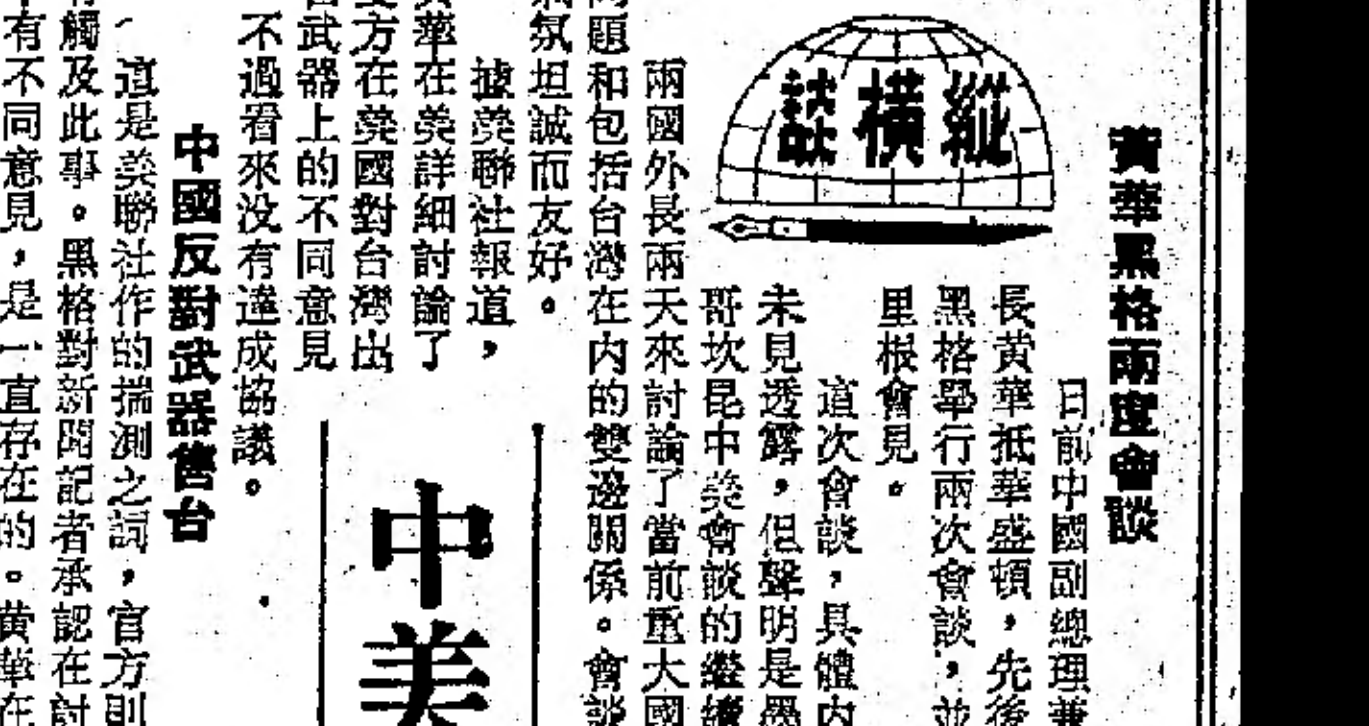 縱橫談
黃華黑格兩度會談
日前中國副總理兼
長黄華抵華盛頓，先後
黑格舉行兩次會談，並
里根會見。
這次會談，具體内
未見透露，但聲明是墨
哥坎昆中美會談的繼續
兩國外長兩天來討論了當前重大國
問題和包括台灣在内的雙邊關係。會談
氣氛坦誠而友好。
據美聯社報道，
黃華在美詳細討論了
雙方在美國對台灣出
售武器上的不同意見
不過看來没有達成協議。
中國反對武器售台
這是美聯社作的揣測之詞，官方則
有觸及此事。黑格對新聞記者承認在討
有不同意見，是一直存在的。黄華在
中美